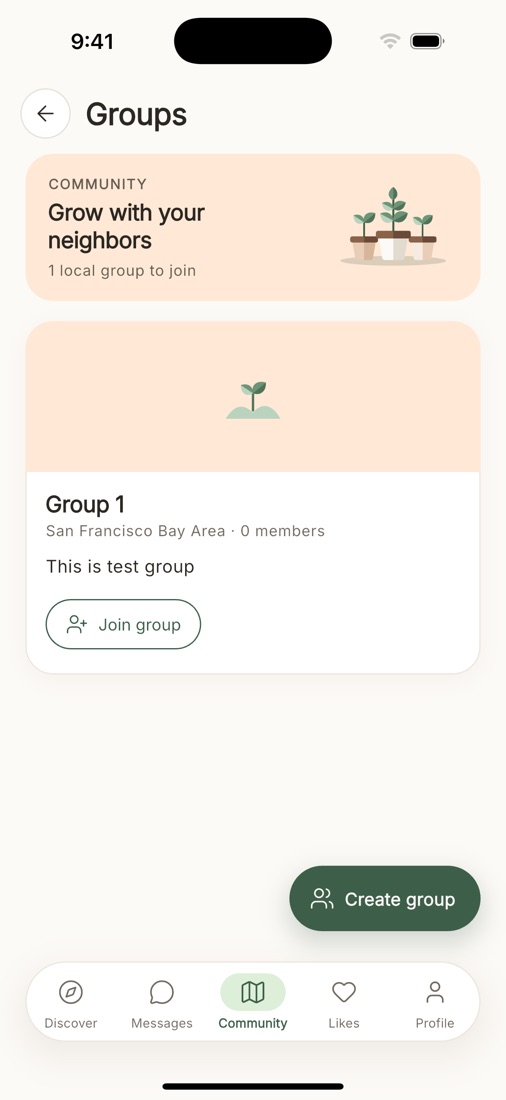 9:41
Groups
COMMUNITY
Grow with your
neighbors
1 local group to join
Group 1
San Francisco Bay Area · 0 members
This is test group
Join group
Create group
Discover
Messages
Community
Likes
Profile